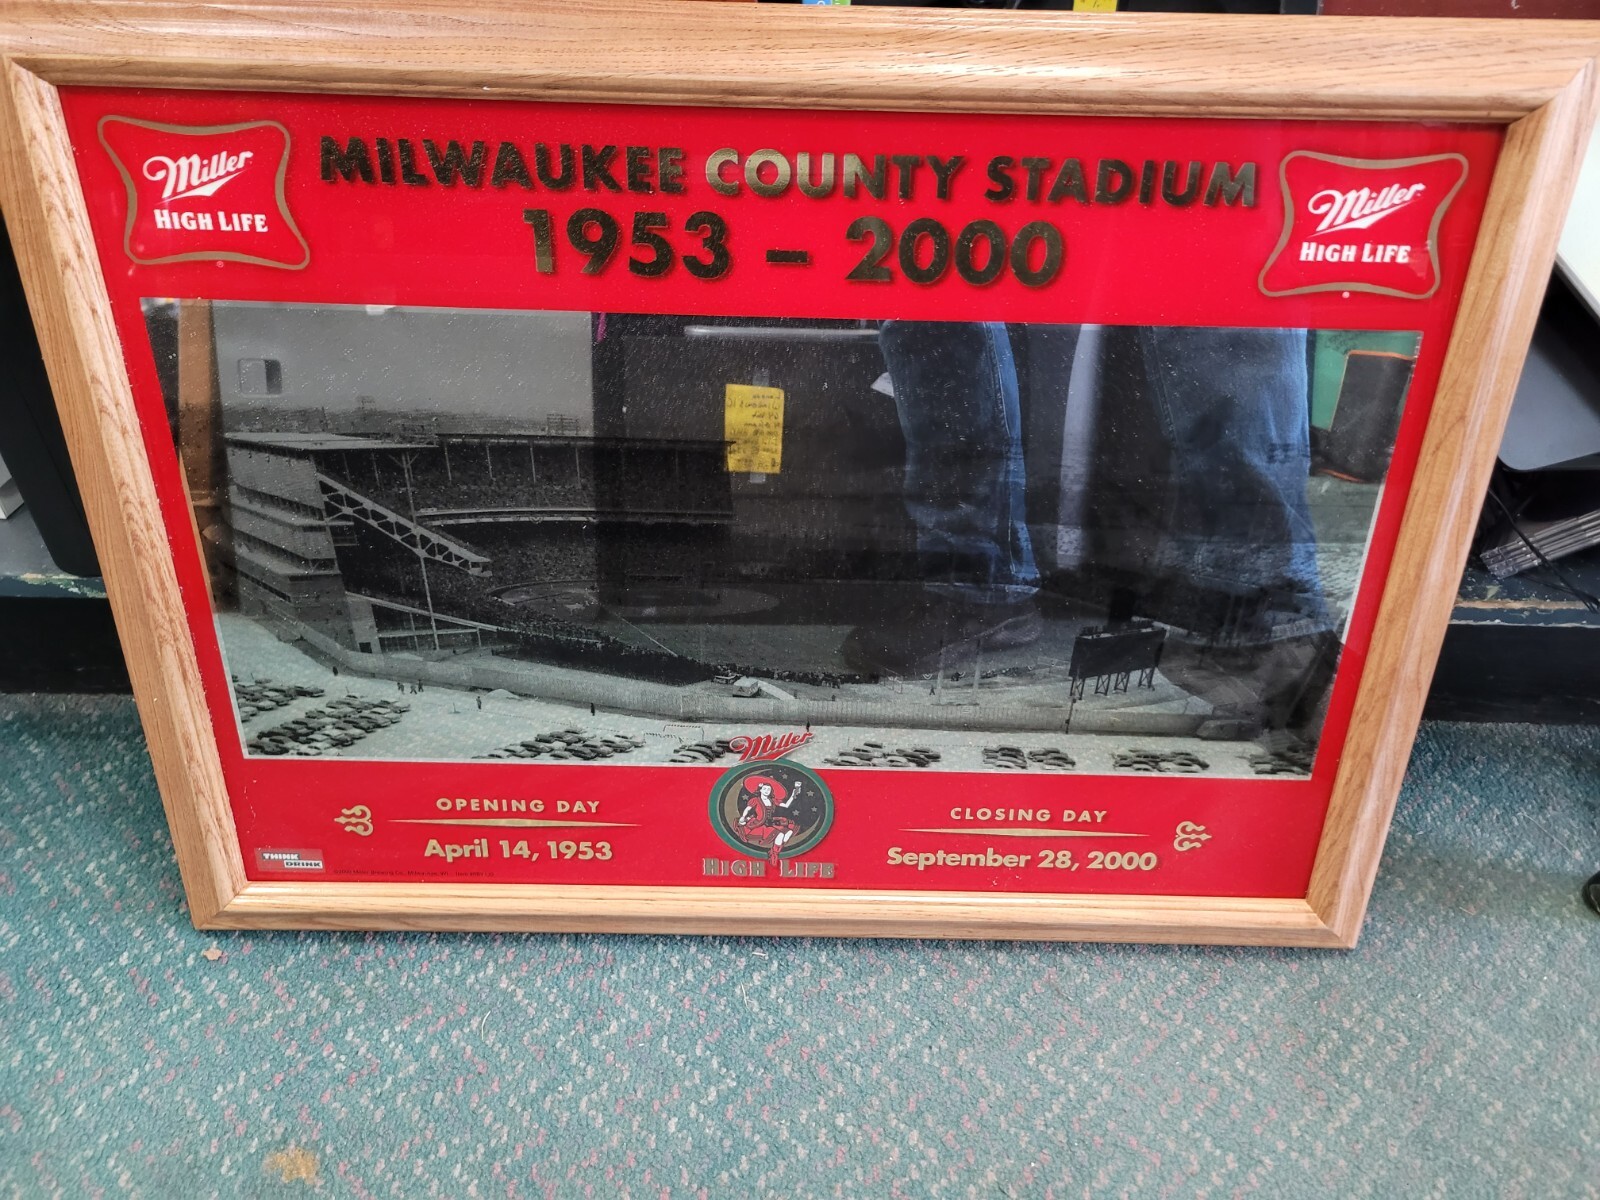 MILWAUKEE COUNTY STADIUM
1953 – 2000
Miller
HIGH LIFE
Miller
HIGH LIFE
Miller
HIGH LIFE
OPENING DAY
April 14, 1953
CLOSING DAY
September 28, 2000
THINK
DRINK